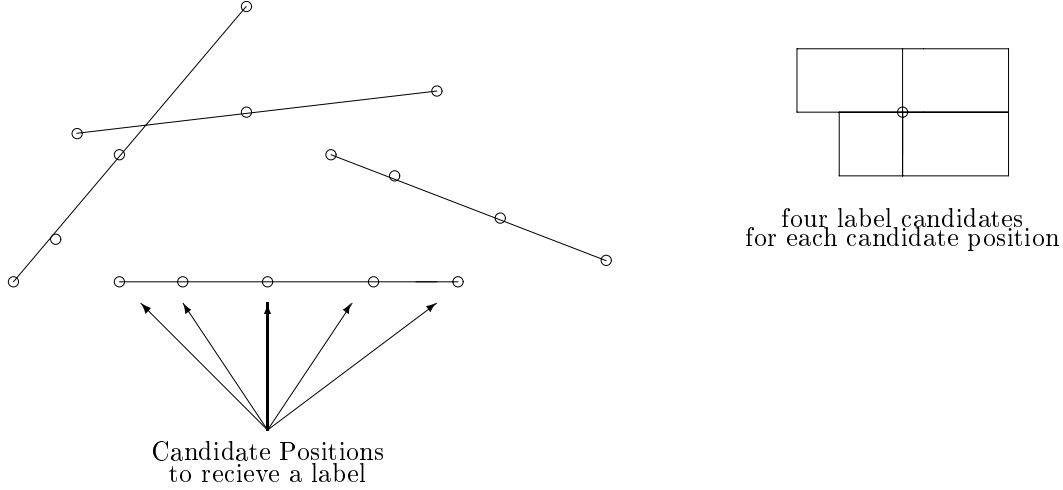 four label candidates
for each candidate position
Candidate Positions
to recieve a label